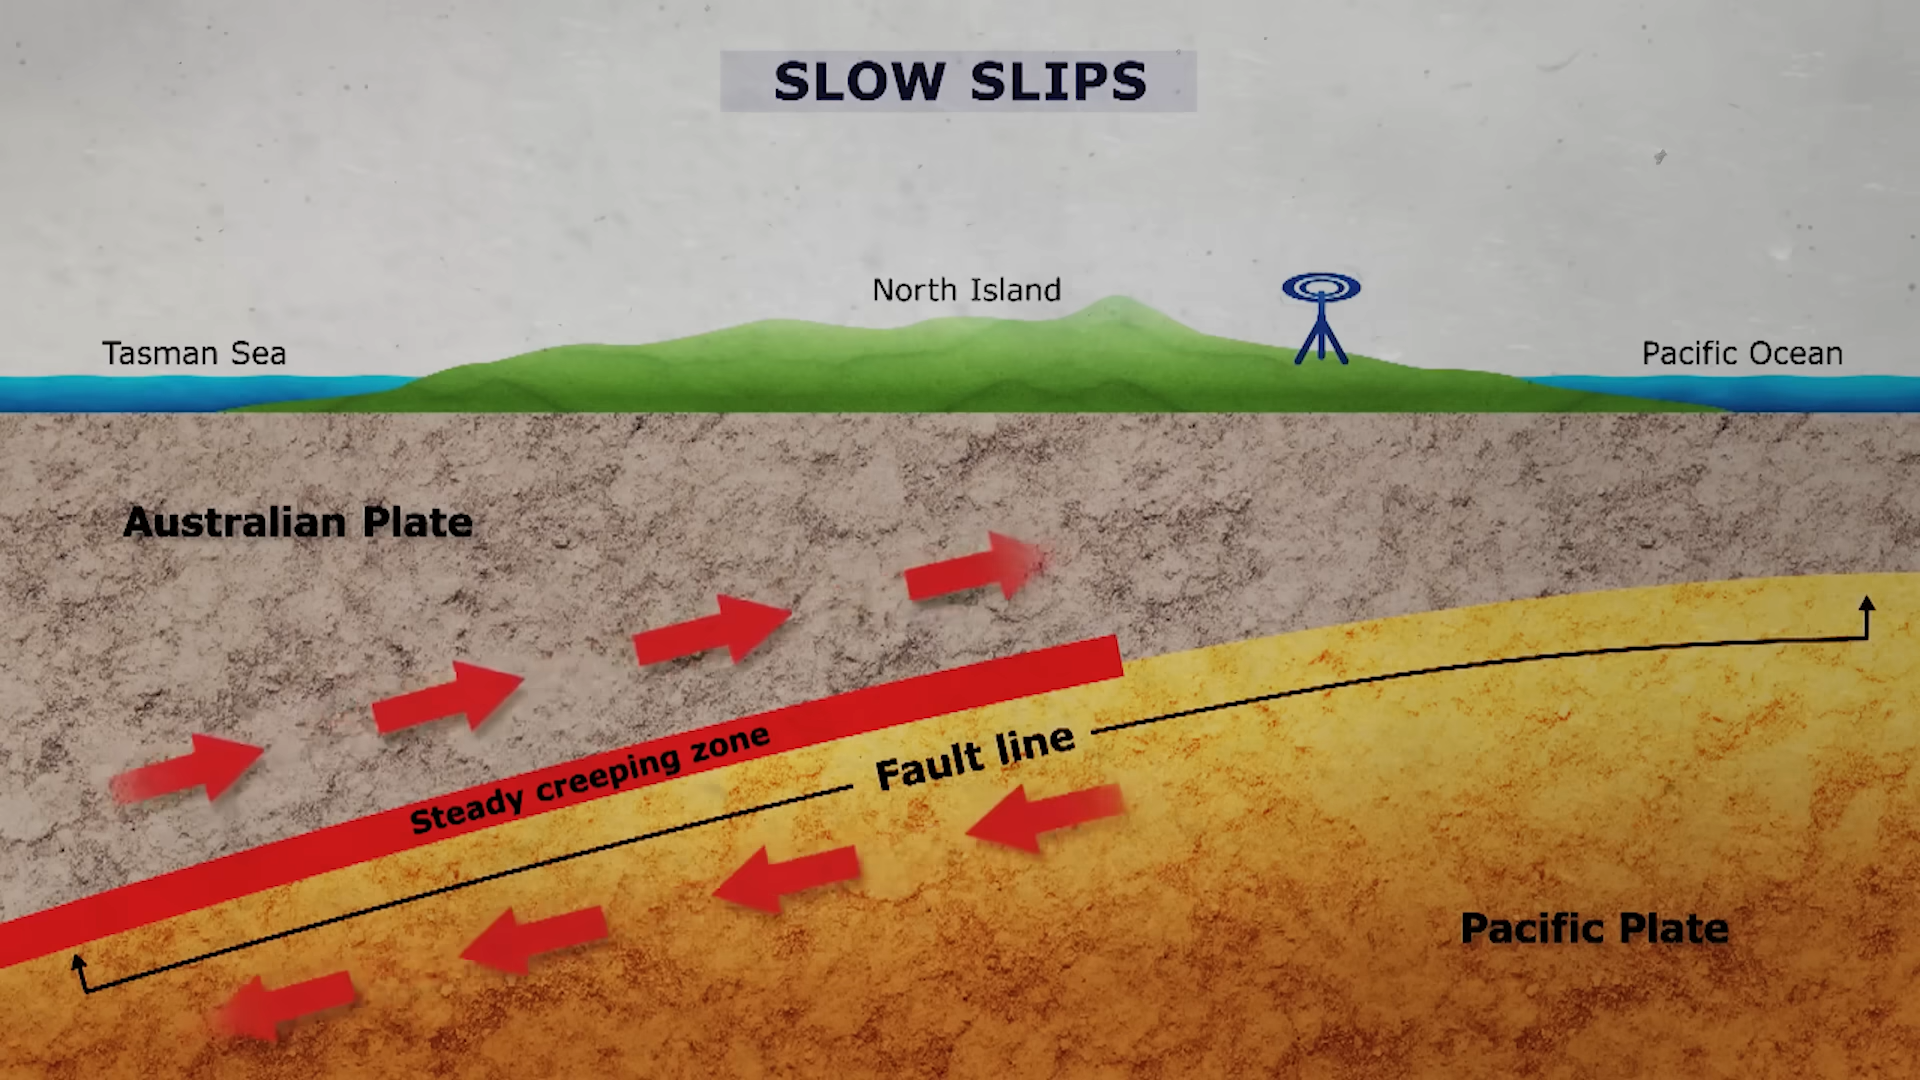 SLOW SLIPS
North Island
Tasman Sea
Pacific Ocean
Australian Plate
Steady creeping zone
Fault line
Pacific Plate